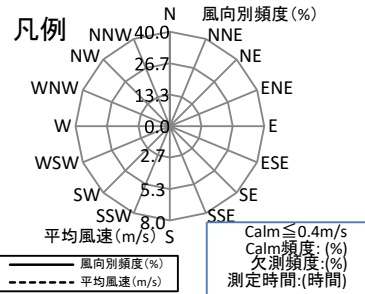 凡例
N 風向別頻度(%)
NNW 40.0 NNE
NW 26.7 NE
WNW 13.3 ENE
W 0.0 E
WSW 2.7 ESE
SW 5.3 SE
SSW 8.0 SSE
平均風速(m/s) S
風向別頻度(%)
平均風速(m/s)
Calm≦0.4m/s
Calm頻度:(%)
欠測頻度:(%)
測定時間:(時間)